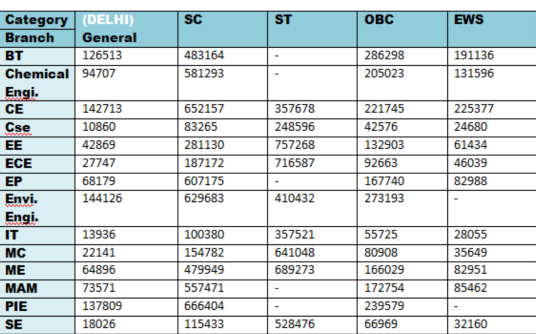 Category (DELHI) SC ST OBC EWS
Branch General
BT 126513 483164 - 286298 191136
Chemical 94707 581293 - 205023 131596
Engi.
CE 142713 652157 357678 221745 225377
Cse 10860 83265 248596 42576 24680
EE 42869 281130 757268 132903 61434
ECE 27747 187172 716587 92663 46039
EP 68179 607175 - 167740 82988
Envi. 144126 629683 410432 273193 -
Engi.
IT 13936 100380 357521 55725 28055
MC 22141 154782 641048 80908 35649
ME 64896 479949 689273 166029 82951
MAM 73571 557471 - 172754 85462
PIE 137809 666404 - 239579 -
SE 18026 115433 528476 66969 32160